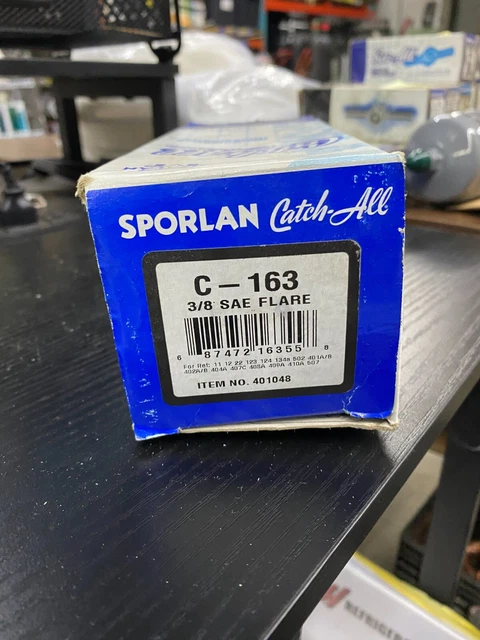 SPORLAN Catch-All
C-163
3/8 SAE FLARE
6 87472 16355 8
For Ref: 11 12 22 123 124 134a 502 401A/B
402A/B 404A 407C 408A 409A 410A 507
ITEM NO. 401048